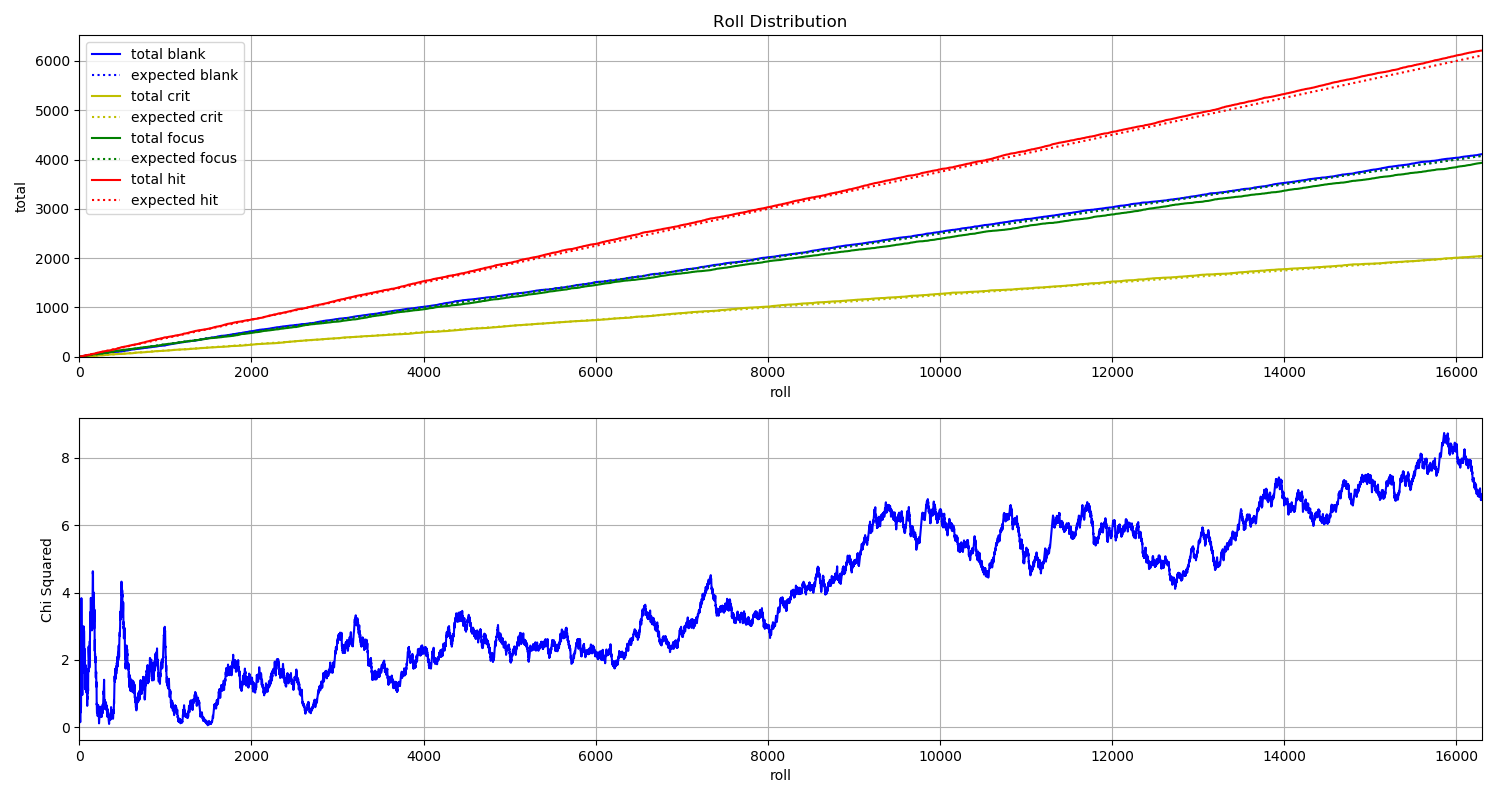 Roll Distribution
total blank
expected blank
total crit
expected crit
total focus
expected focus
total hit
expected hit
total
6000
5000
4000
3000
2000
1000
0
0 2000 4000 6000 8000 10000 12000 14000 16000
roll
Chi Squared
8
6
4
2
0
0 2000 4000 6000 8000 10000 12000 14000 16000
roll